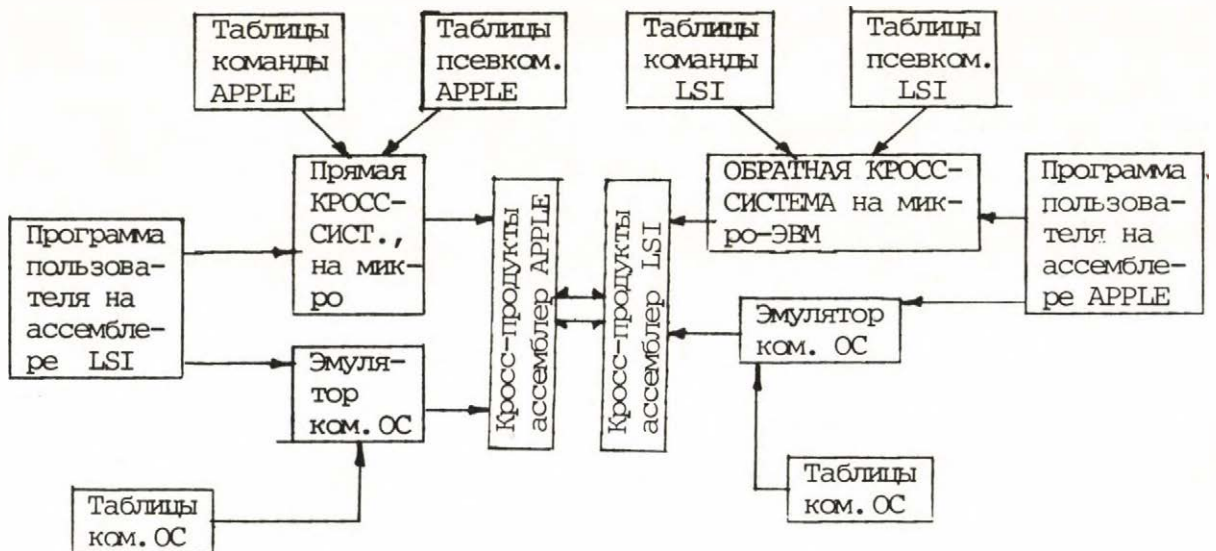 Таблицы
команды
APPLE
Таблицы
псевком.
APPLE
Таблицы
команды
LSI
Таблицы
псевком.
LSI
Прямая
КРОСС-
СИСТ.,
на мик-
ро
ОБРАТНАЯ КРОСС-
СИСТЕМА на мик-
ро-ЭВМ
Программа
пользова-
теля на
ассембле-
ре APPLE
Программа
пользова-
теля на
ассембле-
ре LSI
Кросс-продукты
ассемблер APPLE
Кросс-продукты
ассемблер LSI
Эмуля-
тор
ком. ОС
Эмулятор
ком. ОС
Таблицы
ком. ОС
Таблицы
ком. ОС